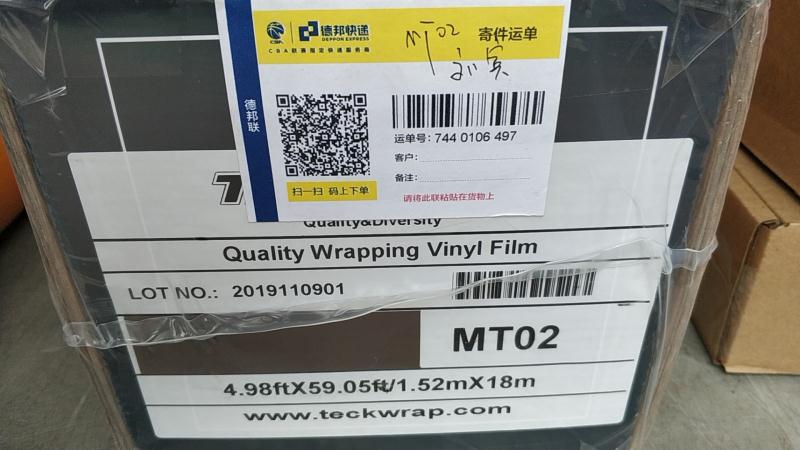 德邦快递
DEPPON EXPRESS
CBA
CBA联赛指定快递服务商
MT02
寄件运单
德邦联
运单号: 744 0106 497
客户:
备注:
扫一扫 码上下单
请将此联粘贴在货物上
Quality&Diversity
Quality Wrapping Vinyl Film
LOT NO.: 2019110901
MT02
4.98ftX59.05ft/1.52mX18m
www.teckwrap.com